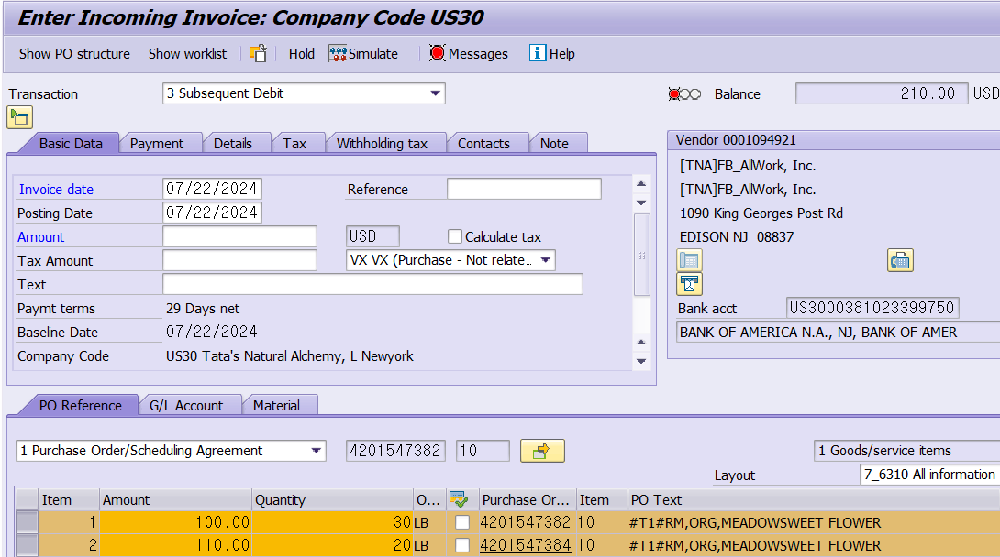 Enter Incoming Invoice: Company Code US30
Show PO structure Show worklist Hold Simulate Messages Help
Transaction 3 Subsequent Debit Balance 210.00- USD
Basic Data Payment Details Tax Withholding tax Contacts Note
Vendor 0001094921
[TNA]FB_AllWork, Inc.
Invoice date 07/22/2024 Reference
[TNA]FB_AllWork, Inc.
Posting Date 07/22/2024
1090 King Georges Post Rd
Amount USD Calculate tax
EDISON NJ 08837
Tax Amount VX VX (Purchase - Not relate...
Text
Paymt terms 29 Days net
Bank acct US3000381023399750
Baseline Date 07/22/2024
BANK OF AMERICA N.A., NJ, BANK OF AMER
Company Code US30 Tata's Natural Alchemy, L Newyork
PO Reference G/L Account Material
1 Purchase Order/Scheduling Agreement 4201547382 10 1 Goods/service items
Layout 7_6310 All information
Item Amount Quantity O... Purchase Or... Item PO Text
1 100.00 30 LB 4201547382 10 #T1#RM,ORG,MEADOWSWEET FLOWER
2 110.00 20 LB 4201547384 10 #T1#RM,ORG,MEADOWSWEET FLOWER